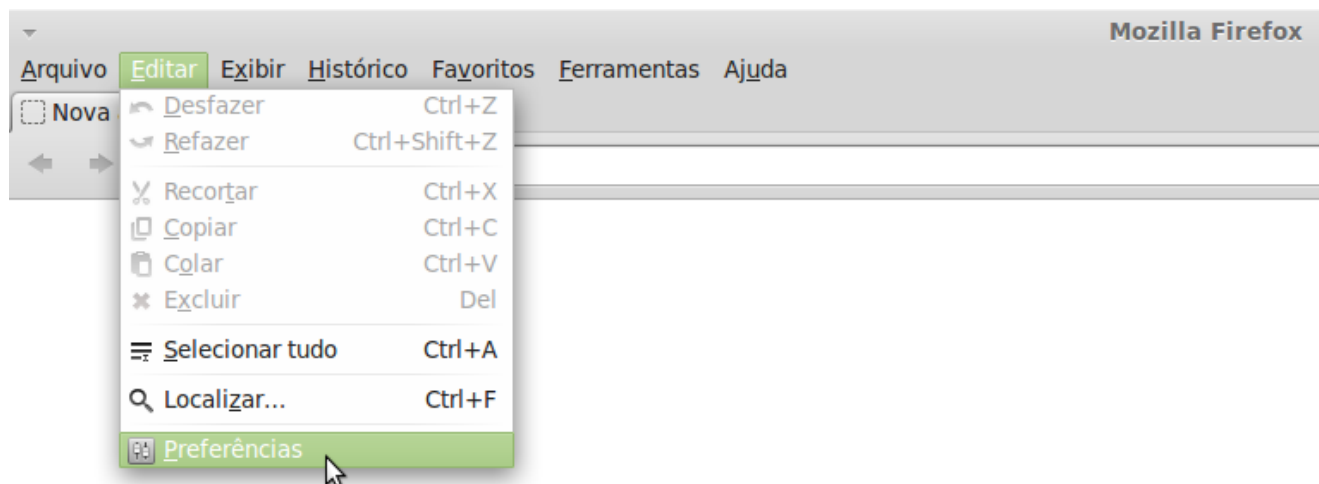 Mozilla Firefox
Arquivo Editar Exibir Histórico Favoritos Ferramentas Ajuda
Nova
Desfazer Ctrl+Z
Refazer Ctrl+Shift+Z
Recortar Ctrl+X
Copiar Ctrl+C
Colar Ctrl+V
Excluir Del
Selecionar tudo Ctrl+A
Localizar... Ctrl+F
Preferências